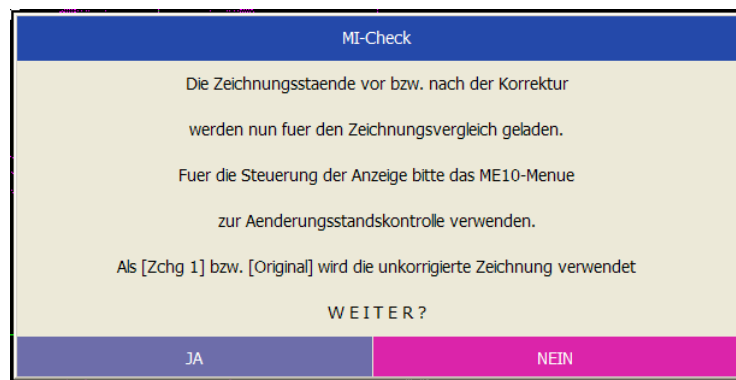 MI-Check
Die Zeichnungsstaende vor bzw. nach der Korrektur
werden nun fuer den Zeichnungsvergleich geladen.
Fuer die Steuerung der Anzeige bitte das ME10-Menue
zur Aenderungsstandskontrolle verwenden.
Als [Zchg 1] bzw. [Original] wird die unkorrigierte Zeichnung verwendet
W E I T E R ?
JA
NEIN